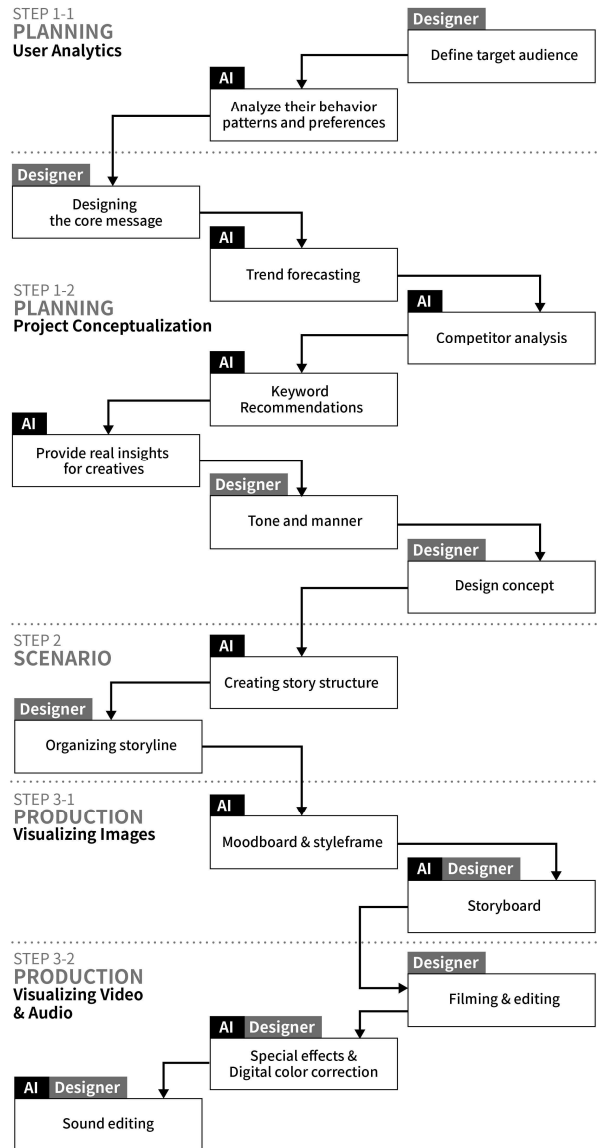 STEP 1-1
PLANNING
User Analytics
Designer
Define target audience
AI
Analyze their behavior
patterns and preferences
Designer
Designing
the core message
AI
Trend forecasting
STEP 1-2
PLANNING
Project Conceptualization
AI
Competitor analysis
AI
Keyword
Recommendations
AI
Provide real insights
for creatives
Designer
Tone and manner
Designer
Design concept
STEP 2
SCENARIO
AI
Creating story structure
Designer
Organizing storyline
STEP 3-1
PRODUCTION
Visualizing Images
AI
Moodboard & styleframe
AI Designer
Storyboard
STEP 3-2
PRODUCTION
Visualizing Video
& Audio
Designer
Filming & editing
AI Designer
Special effects &
Digital color correction
AI Designer
Sound editing